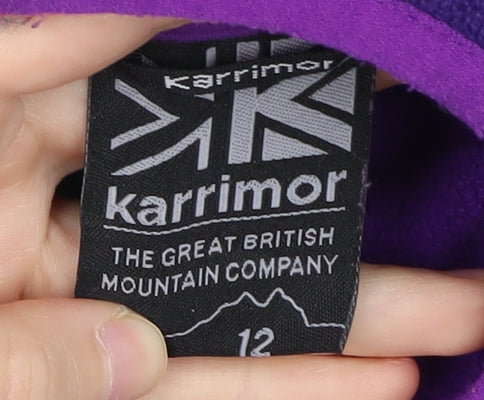 karrimor
karrimor
THE GREAT BRITISH
MOUNTAIN COMPANY
12